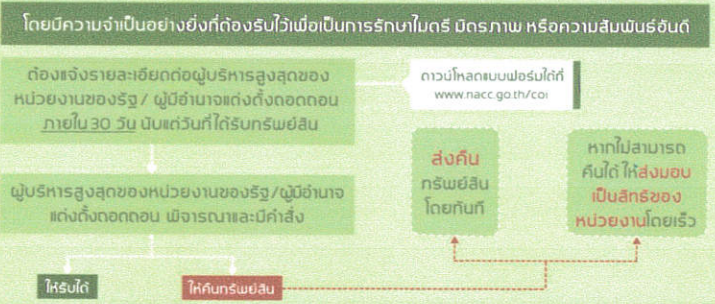 โดยมีความจำเป็นอย่างยิ่งที่ต้องรับไว้เพื่อเป็นการรักษาไมตรี มิตรภาพ หรือความสัมพันธ์อันดี
ต้องแจ้งรายละเอียดต่อผู้บริหารสูงสุดของ
หน่วยงานของรัฐ/ ผู้มีอำนาจแต่งตั้งถอดถอน
ภายใน 30 วัน นับแต่วันที่ได้รับทรัพย์สิน
ดาวน์โหลดแบบฟอร์มได้ที่
www.nacc.go.th/coi
ผู้บริหารสูงสุดของหน่วยงานของรัฐ/ผู้มีอำนาจ
แต่งตั้งถอดถอน พิจารณาและมีคำสั่ง
ส่งคืน
ทรัพย์สิน
โดยทันที
หากไม่สามารถ
คืนได้ ให้ส่งมอบ
เป็นสิทธิของ
หน่วยงานโดยเร็ว
ให้รับได้
ให้คืนทรัพย์สิน